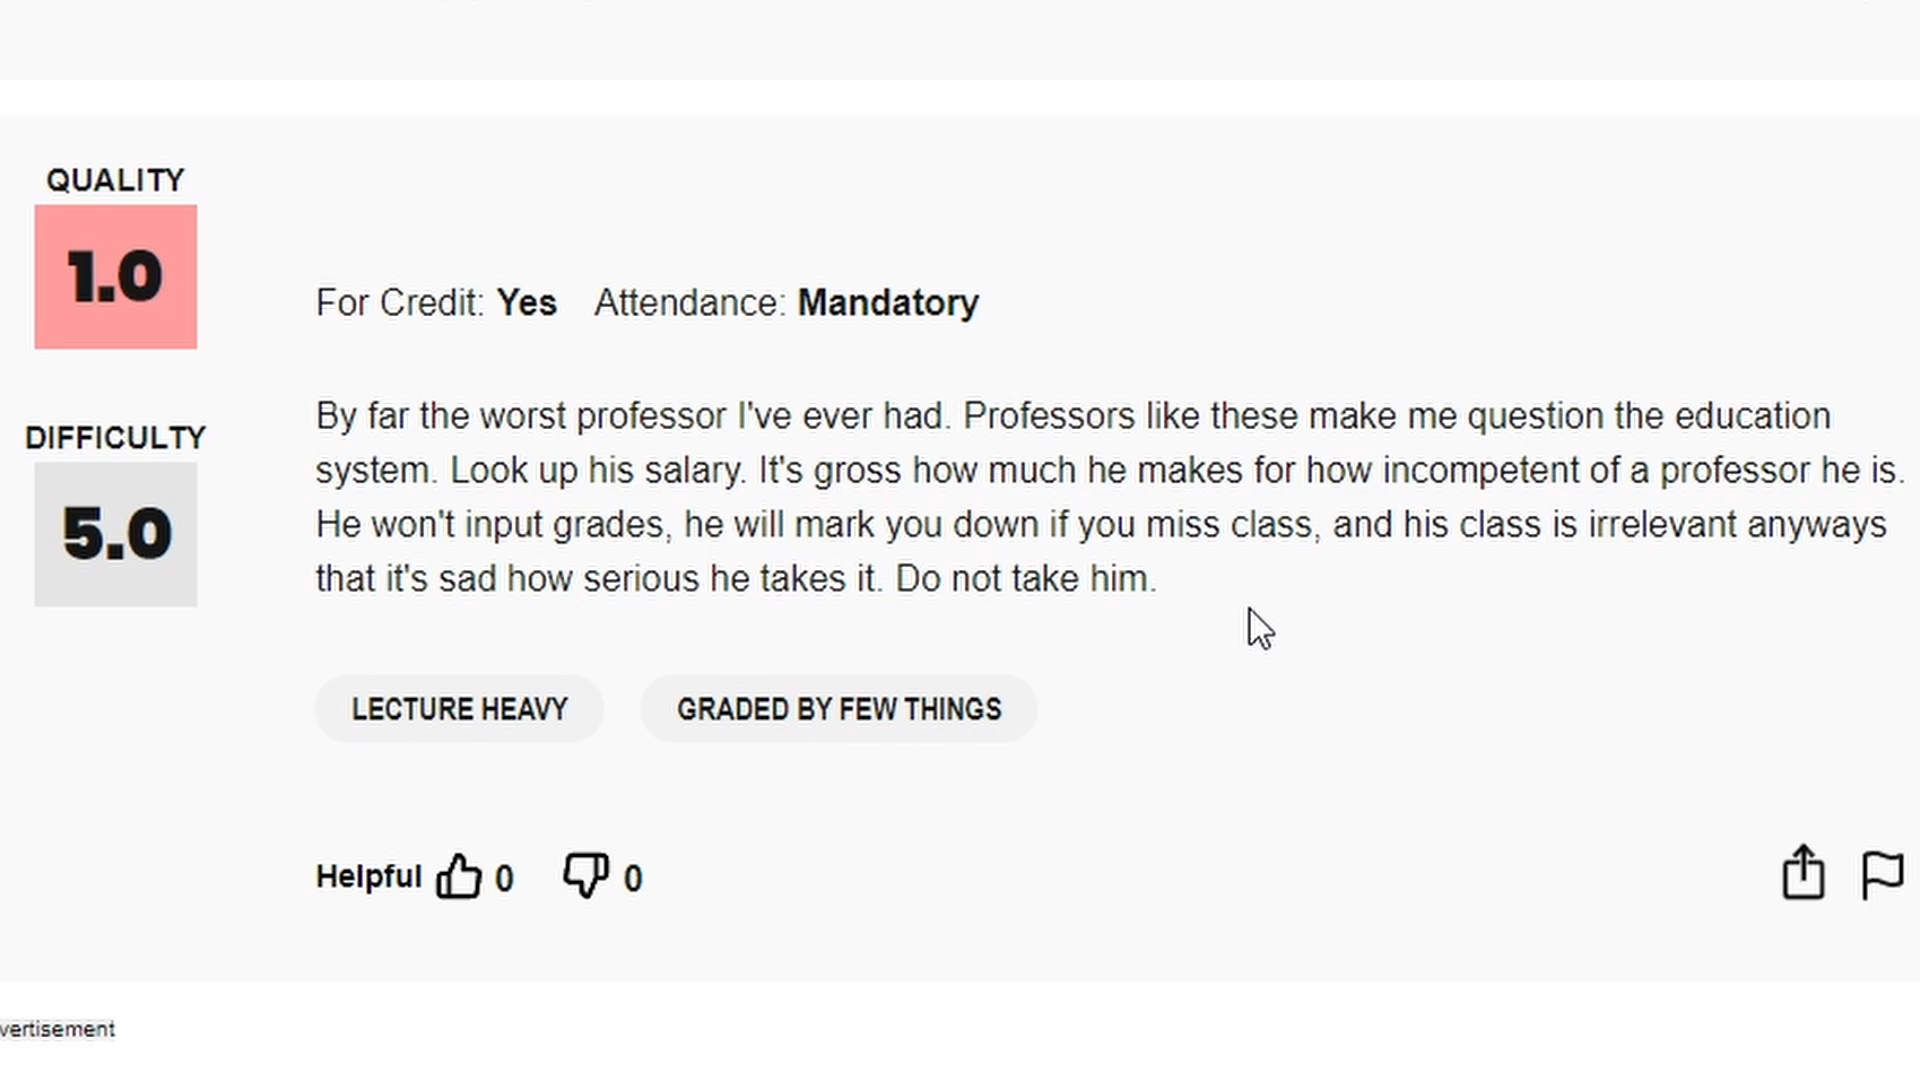 QUALITY
1.0
For Credit: Yes Attendance: Mandatory
By far the worst professor I've ever had. Professors like these make me question the education
DIFFICULTY
system. Look up his salary. It's gross how much he makes for how incompetent of a professor he is.
5.0
He won't input grades, he will mark you down if you miss class, and his class is irrelevant anyways
that it's sad how serious he takes it. Do not take him.
LECTURE HEAVY GRADED BY FEW THINGS
Helpful 0 0
vertisement